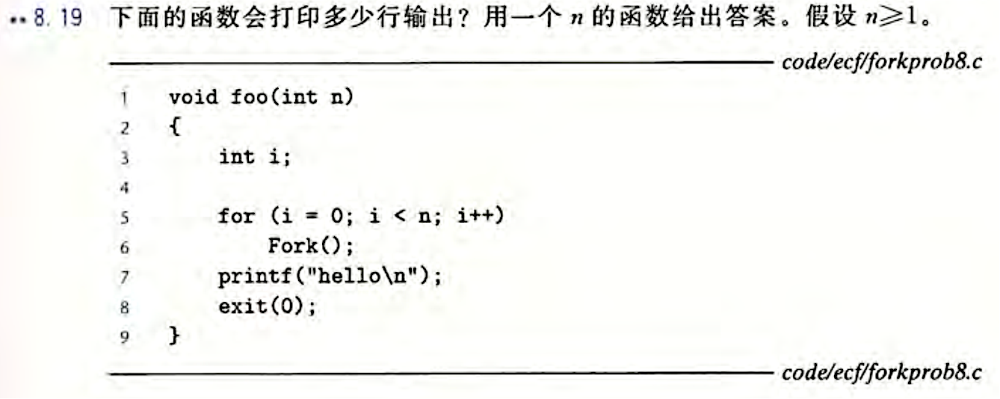 •• 8.19 下面的函数会打印多少行输出？用一个 n 的函数给出答案。假设 n≥1。
code/ecf/forkprob8.c
1 void foo(int n)
2 {
3     int i;
4
5     for (i = 0; i < n; i++)
6         Fork();
7     printf("hello\n");
8     exit(0);
9 }
code/ecf/forkprob8.c